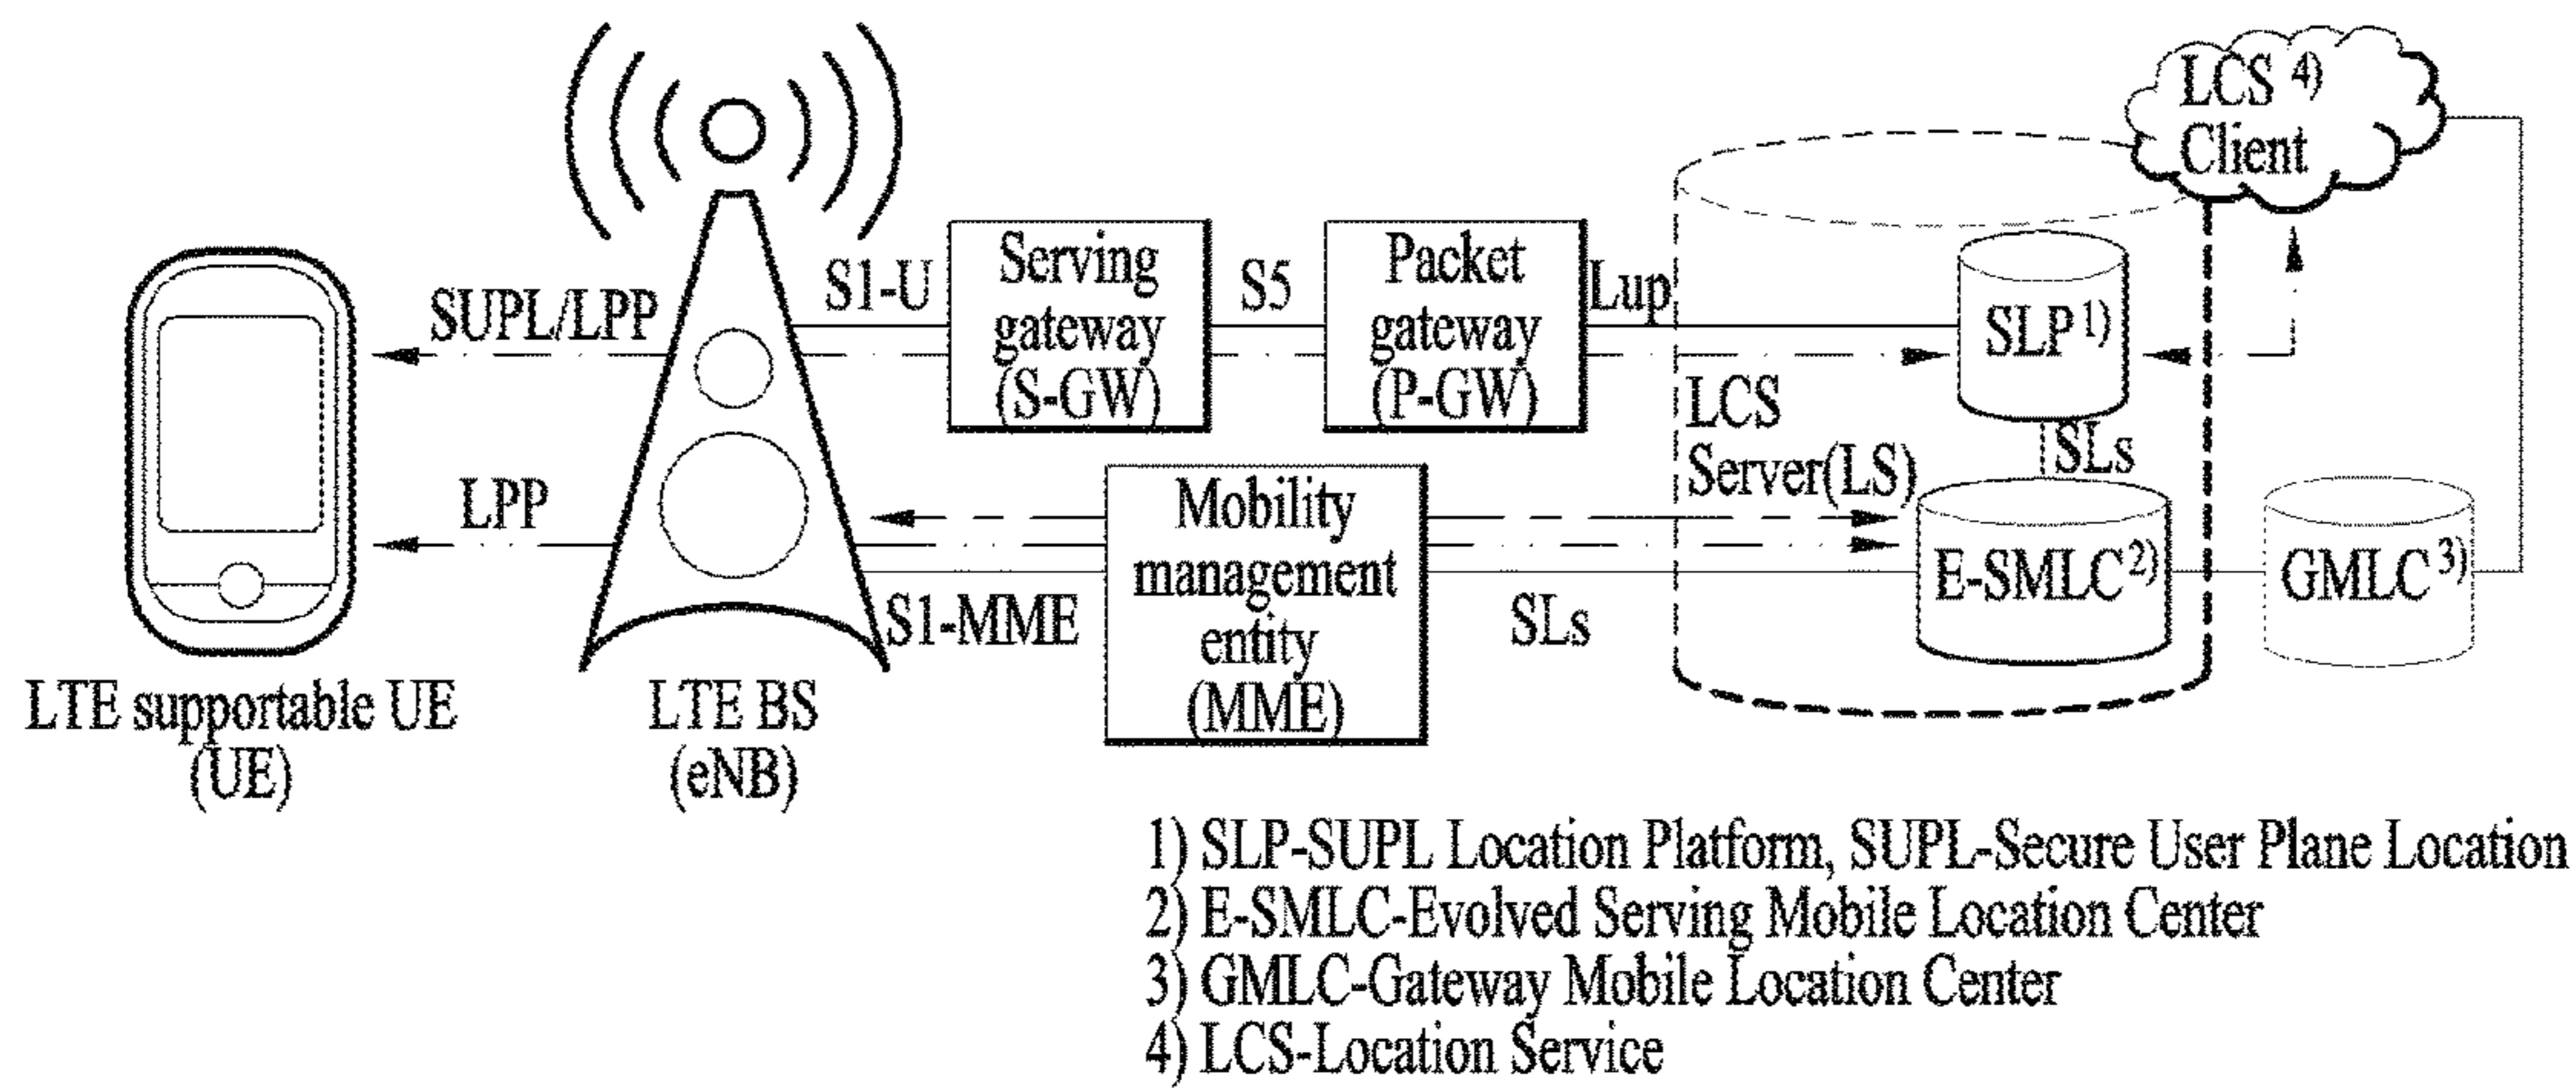 LCS 4)
Client
SUPL/LPP
S1-U
Serving
gateway
(S-GW)
S5
Packet
gateway
(P-GW)
Lup
SLP 1)
LCS
Server(LS)
SLs
LPP
S1-MME
Mobility
management
entity
(MME)
SLs
E-SMLC 2)
GMLC 3)
LTE supportable UE
(UE)
LTE BS
(eNB)
1) SLP-SUPL Location Platform, SUPL-Secure User Plane Location
2) E-SMLC-Evolved Serving Mobile Location Center
3) GMLC-Gateway Mobile Location Center
4) LCS-Location Service